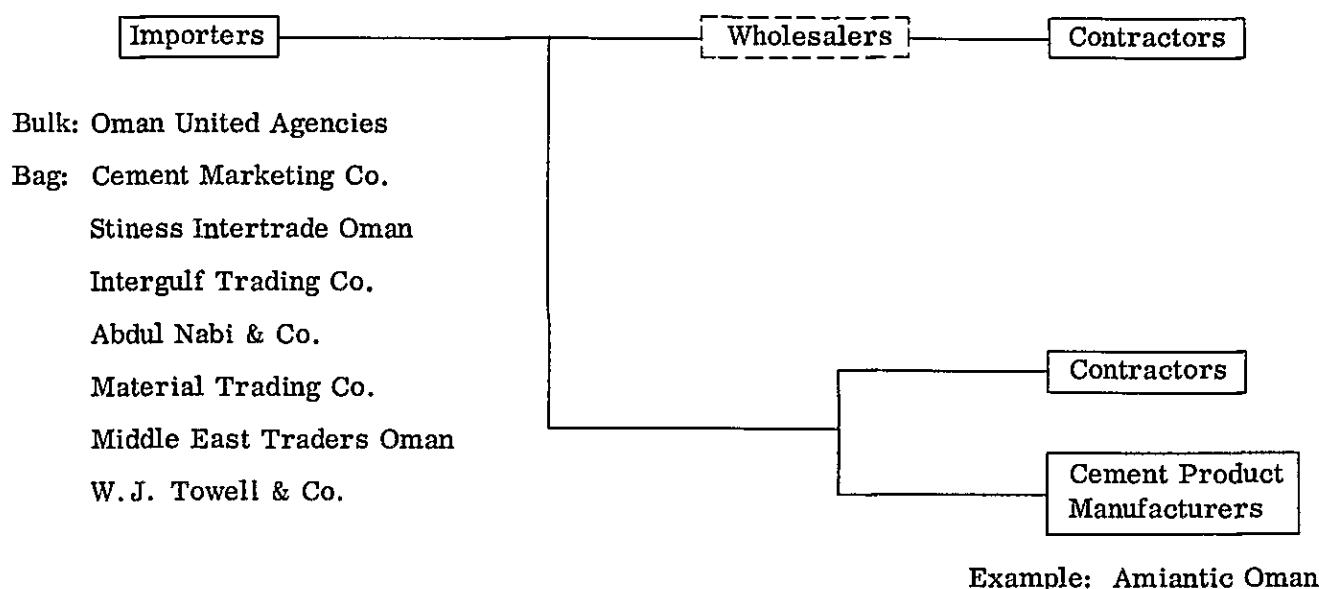 Importers
Wholesalers
Contractors
Bulk: Oman United Agencies
Bag: Cement Marketing Co.
Stiness Intertrade Oman
Intergulf Trading Co.
Abdul Nabi & Co.
Material Trading Co.
Middle East Traders Oman
W.J. Towell & Co.
Contractors
Cement Product
Manufacturers
Example: Amiantic Oman